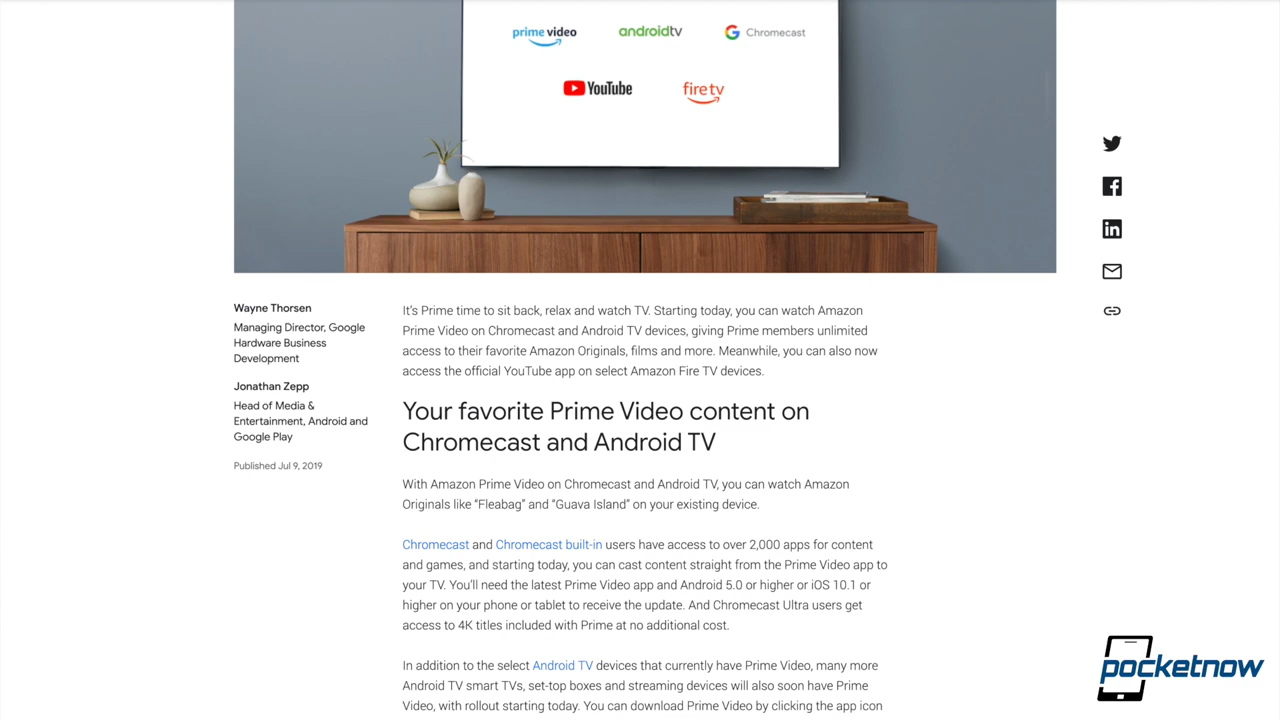 prime video androidtv Chromecast
YouTube firetv
Wayne Thorsen
Managing Director, Google
Hardware Business
Development
Jonathan Zepp
Head of Media &
Entertainment, Android and
Google Play
Published Jul 9, 2019
It's Prime time to sit back, relax and watch TV. Starting today, you can watch Amazon
Prime Video on Chromecast and Android TV devices, giving Prime members unlimited
access to their favorite Amazon Originals, films and more. Meanwhile, you can also now
access the official YouTube app on select Amazon Fire TV devices.
Your favorite Prime Video content on
Chromecast and Android TV
With Amazon Prime Video on Chromecast and Android TV, you can watch Amazon
Originals like “Fleabag” and “Guava Island” on your existing device.
Chromecast and Chromecast built-in users have access to over 2,000 apps for content
and games, and starting today, you can cast content straight from the Prime Video app to
your TV. You'll need the latest Prime Video app and Android 5.0 or higher or iOS 10.1 or
higher on your phone or tablet to receive the update. And Chromecast Ultra users get
access to 4K titles included with Prime at no additional cost.
In addition to the select Android TV devices that currently have Prime Video, many more
Android TV smart TVs, set-top boxes and streaming devices will also soon have Prime
Video, with rollout starting today. You can download Prime Video by clicking the app icon
pocketnow